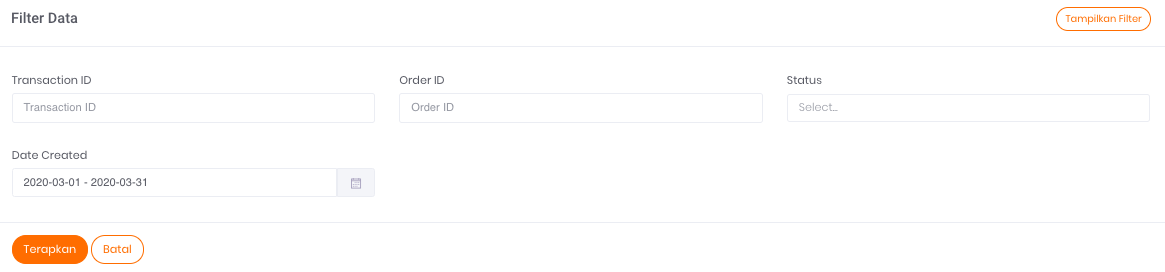 Filter Data
Tampilkan Filter
Transaction ID
Order ID
Status
Transaction ID
Order ID
Select...
Date Created
2020-03-01 - 2020-03-31
Terapkan
Batal